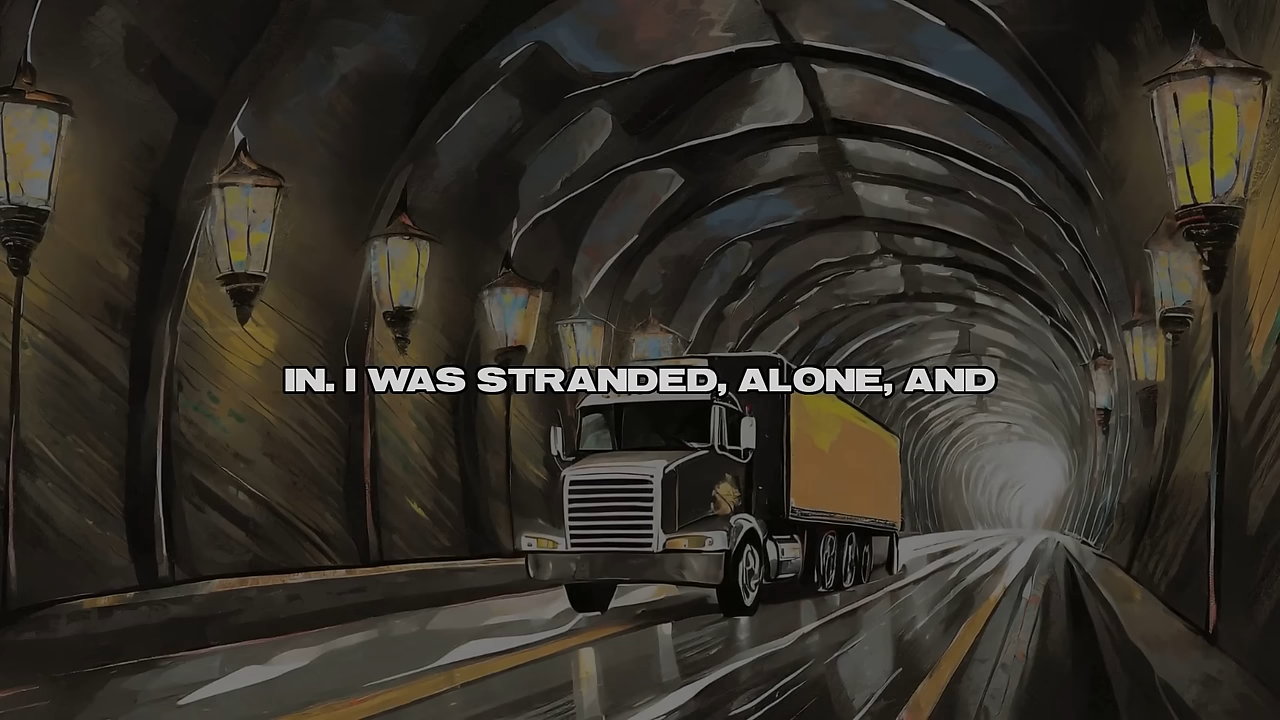 IN. I WAS STRANDED, ALONE, AND